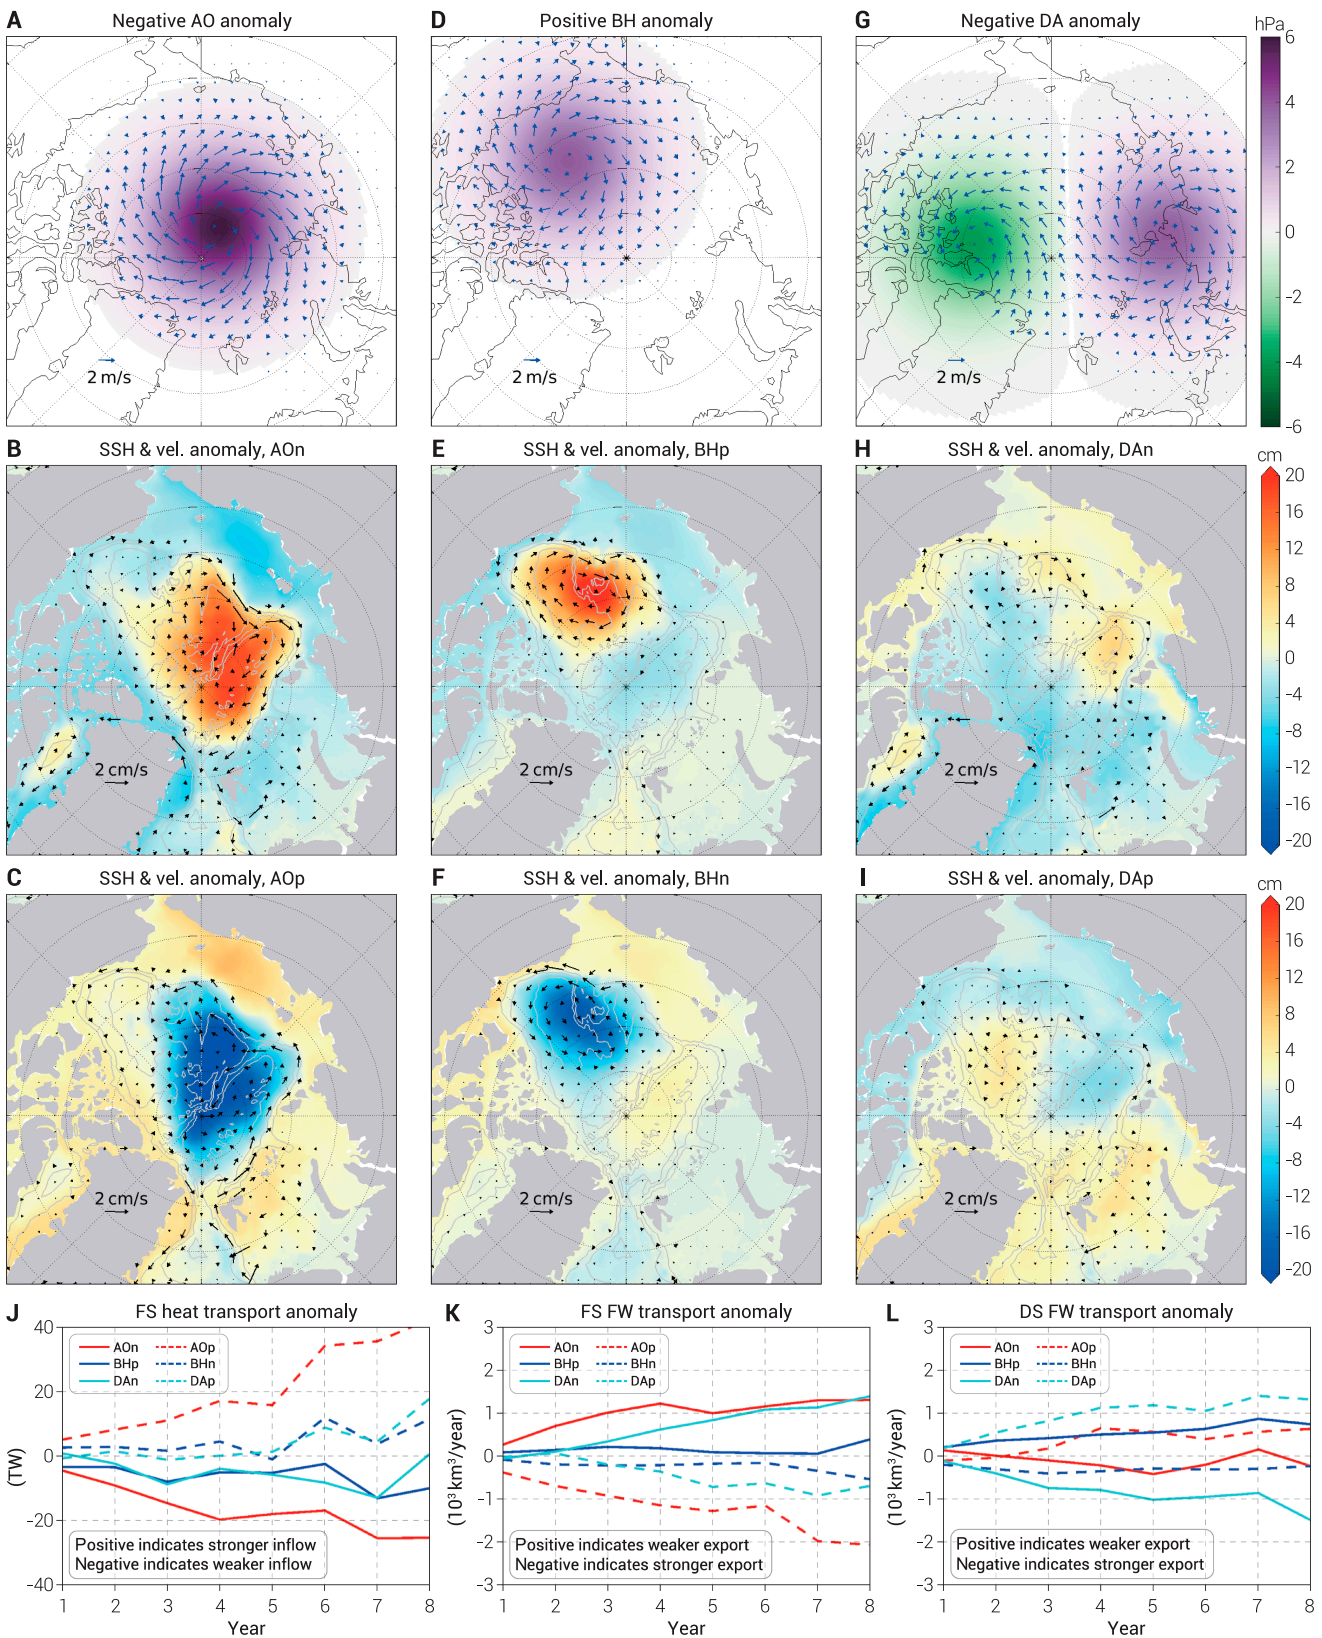 A Negative AO anomaly
D Positive BH anomaly
G Negative DA anomaly
hPa
6
4
2
0
−2
−4
−6
2 m/s
2 m/s
2 m/s
B SSH & vel. anomaly, AOn
E SSH & vel. anomaly, BHp
H SSH & vel. anomaly, DAn
cm
20
16
12
8
4
0
−4
−8
−12
−16
−20
2 cm/s
2 cm/s
2 cm/s
C SSH & vel. anomaly, AOp
F SSH & vel. anomaly, BHn
I SSH & vel. anomaly, DAp
cm
20
16
12
8
4
0
−4
−8
−12
−16
−20
2 cm/s
2 cm/s
2 cm/s
J FS heat transport anomaly
40
20
0
−20
−40
(TW)
AOn AOp
BHp BHn
DAn DAp
Positive indicates stronger inflow
Negative indicates weaker inflow
1 2 3 4 5 6 7 8
Year
K FS FW transport anomaly
3
2
1
0
−1
−2
−3
(10³ km³/year)
AOn AOp
BHp BHn
DAn DAp
Positive indicates weaker export
Negative indicates stronger export
1 2 3 4 5 6 7 8
Year
L DS FW transport anomaly
3
2
1
0
−1
−2
−3
(10³ km³/year)
AOn AOp
BHp BHn
DAn DAp
Positive indicates weaker export
Negative indicates stronger export
1 2 3 4 5 6 7 8
Year